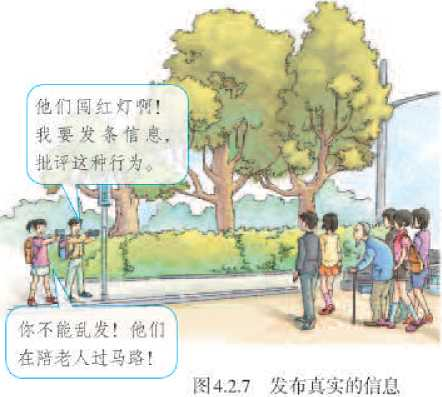 他们闯红灯啊！
我要发条信息，
批评这种行为。
你不能乱发！他们
在陪老人过马路！
图4.2.7 发布真实的信息